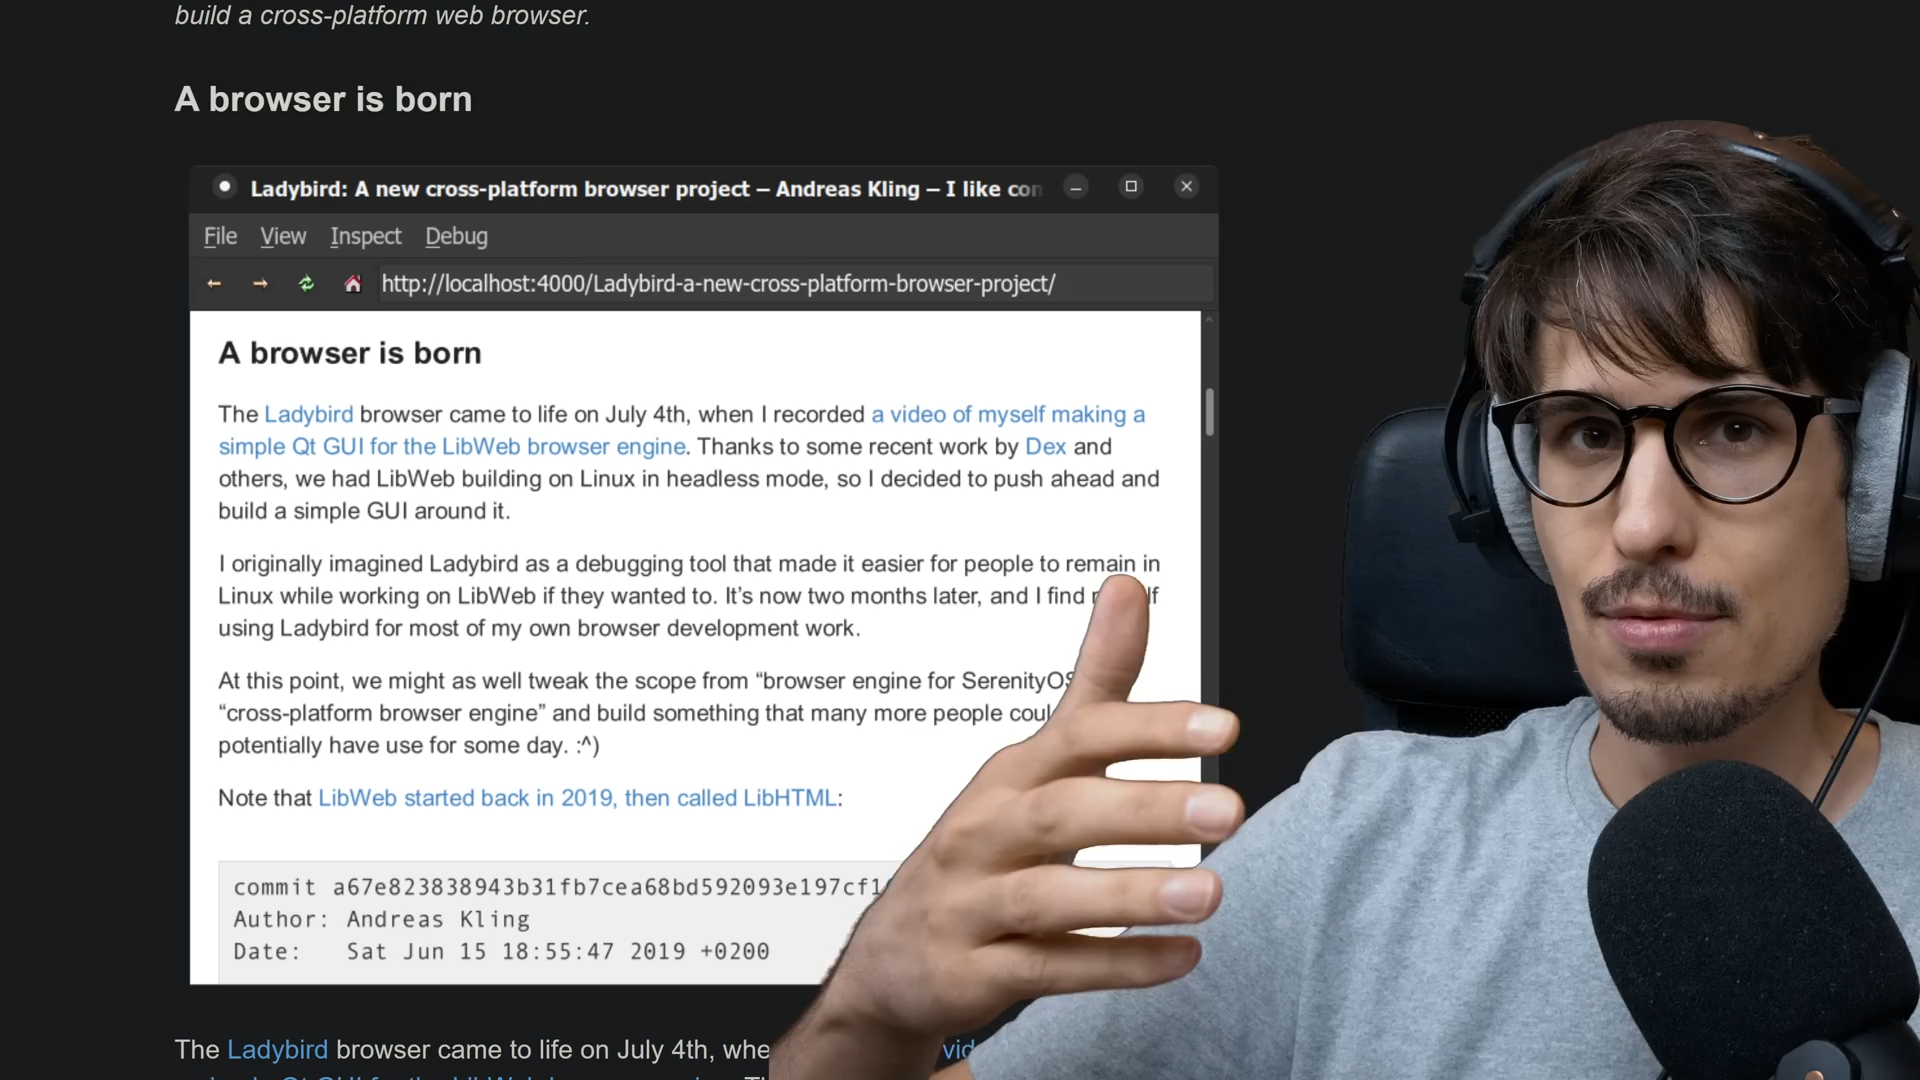 build a cross-platform web browser.
A browser is born
Ladybird: A new cross-platform browser project – Andreas Kling – I like con
File View Inspect Debug
http://localhost:4000/Ladybird-a-new-cross-platform-browser-project/
A browser is born
The Ladybird browser came to life on July 4th, when I recorded a video of myself making a
simple Qt GUI for the LibWeb browser engine. Thanks to some recent work by Dex and
others, we had LibWeb building on Linux in headless mode, so I decided to push ahead and
build a simple GUI around it.
I originally imagined Ladybird as a debugging tool that made it easier for people to remain in
Linux while working on LibWeb if they wanted to. It's now two months later, and I find
using Ladybird for most of my own browser development work.
At this point, we might as well tweak the scope from “browser engine for SerenityOS
“cross-platform browser engine” and build something that many more people coul
potentially have use for some day. :^)
Note that LibWeb started back in 2019, then called LibHTML:
commit a67e823838943b31fb7cea68bd592093e197cf1
Author: Andreas Kling
Date: Sat Jun 15 18:55:47 2019 +0200
The Ladybird browser came to life on July 4th, whe vid